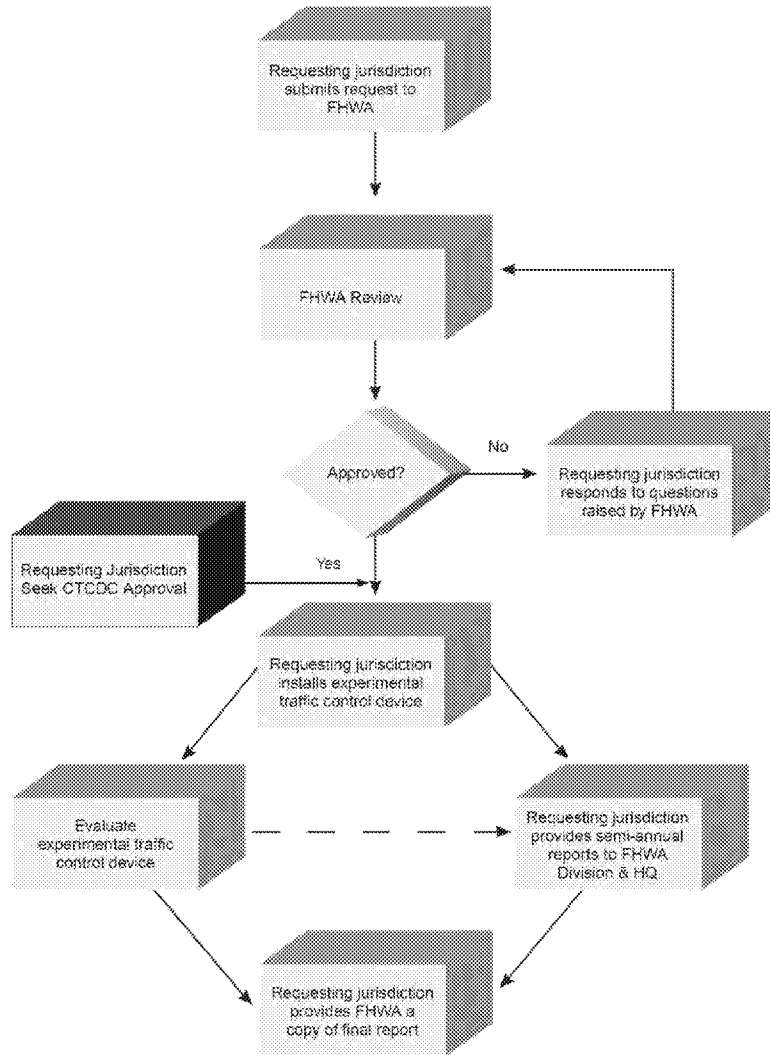 Requesting jurisdiction
submits request to
FHWA
FHWA Review
Approved?
No
Requesting jurisdiction
responds to questions
raised by FHWA
Requesting Jurisdiction
Seek CTCDC Approval
Yes
Requesting jurisdiction
installs experimental
traffic control device
Evaluate
experimental traffic
control device
Requesting jurisdiction
provides semi-annual
reports to FHWA
Division & HQ
Requesting jurisdiction
provides FHWA a
copy of final report